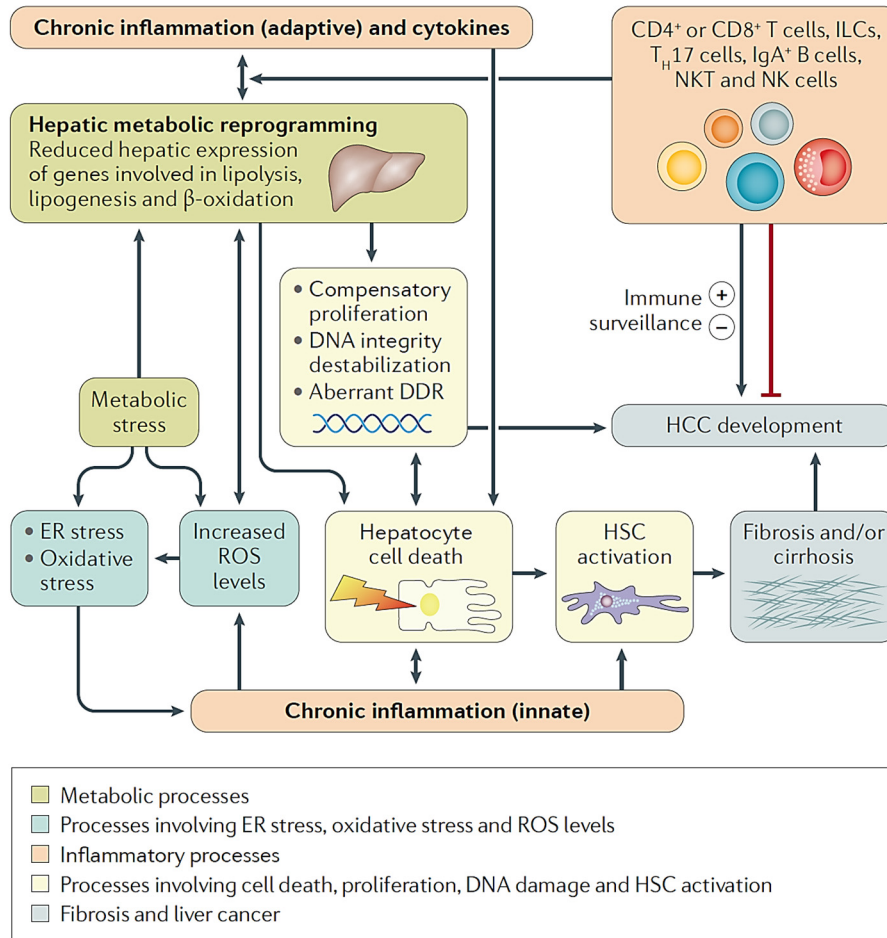 Chronic inflammation (adaptive) and cytokines
CD4⁺ or CD8⁺ T cells, ILCs,
T_H17 cells, IgA⁺ B cells,
NKT and NK cells
Hepatic metabolic reprogramming
Reduced hepatic expression
of genes involved in lipolysis,
lipogenesis and β-oxidation
• Compensatory
proliferation
• DNA integrity
destabilization
• Aberrant DDR
Immune
surveillance
+
−
Metabolic
stress
HCC development
• ER stress
• Oxidative
stress
Increased
ROS
levels
Hepatocyte
cell death
HSC
activation
Fibrosis and/or
cirrhosis
Chronic inflammation (innate)
Metabolic processes
Processes involving ER stress, oxidative stress and ROS levels
Inflammatory processes
Processes involving cell death, proliferation, DNA damage and HSC activation
Fibrosis and liver cancer